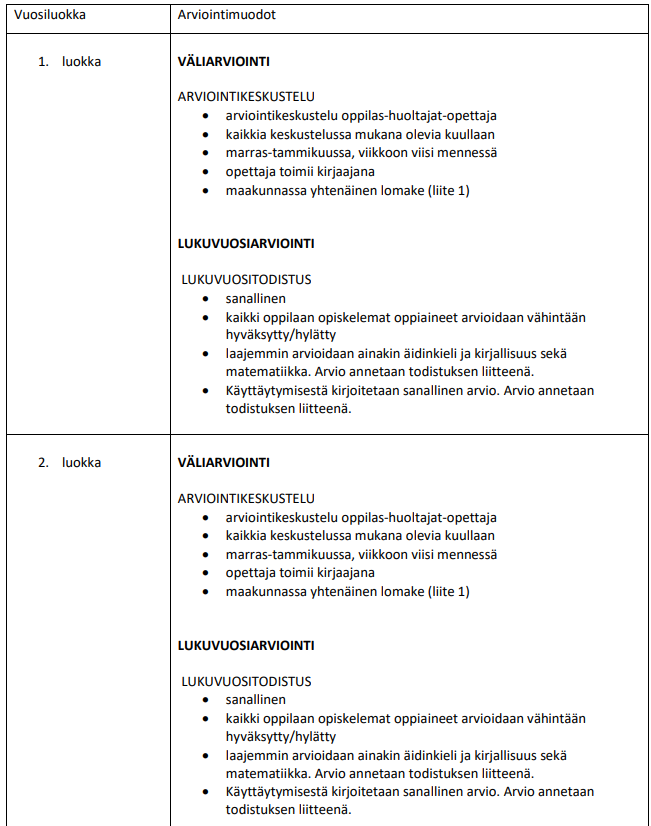 Vuosiluokka Arviointimuodot
1. luokka VÄLIARVIOINTI
ARVIOINTIKESKUSTELU
• arviointikeskustelu oppilas-huoltajat-opettaja
• kaikkia keskustelussa mukana olevia kuullaan
• marras-tammikuussa, viikkoon viisi mennessä
• opettaja toimii kirjaajana
• maakunnassa yhtenäinen lomake (liite 1)
LUKUVUOSIARVIOINTI
LUKUVUOSITODISTUS
• sanallinen
• kaikki oppilaan opiskelemat oppiaineet arvioidaan vähintään
hyväksytty/hylätty
• laajemmin arvioidaan ainakin äidinkieli ja kirjallisuus sekä
matematiikka. Arvio annetaan todistuksen liitteenä.
• Käyttäytymisestä kirjoitetaan sanallinen arvio. Arvio annetaan
todistuksen liitteenä.
2. luokka VÄLIARVIOINTI
ARVIOINTIKESKUSTELU
• arviointikeskustelu oppilas-huoltajat-opettaja
• kaikkia keskustelussa mukana olevia kuullaan
• marras-tammikuussa, viikkoon viisi mennessä
• opettaja toimii kirjaajana
• maakunnassa yhtenäinen lomake (liite 1)
LUKUVUOSIARVIOINTI
LUKUVUOSITODISTUS
• sanallinen
• kaikki oppilaan opiskelemat oppiaineet arvioidaan vähintään
hyväksytty/hylätty
• laajemmin arvioidaan ainakin äidinkieli ja kirjallisuus sekä
matematiikka. Arvio annetaan todistuksen liitteenä.
• Käyttäytymisestä kirjoitetaan sanallinen arvio. Arvio annetaan
todistuksen liitteenä.